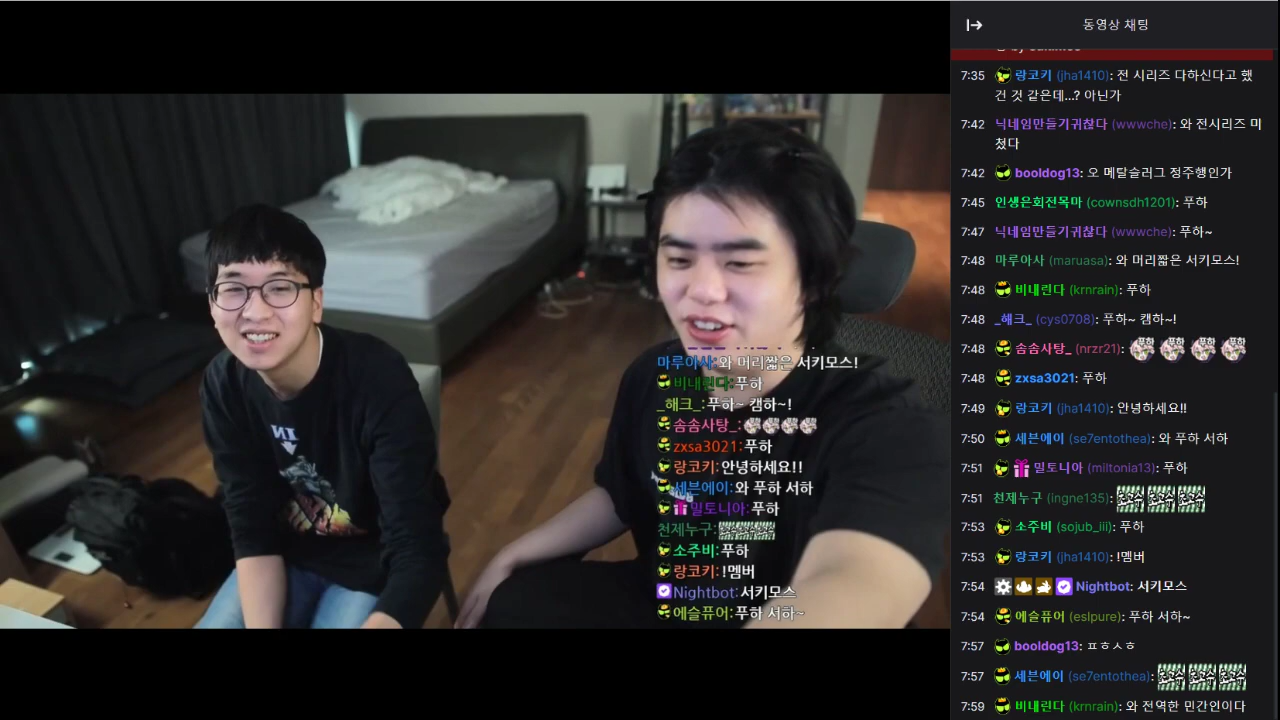 동영상 채팅
7:35 랑코키 (jha1410): 전 시리즈 다하신다고 했
건 것 같은데...? 아닌가
7:42 닉네임만들기귀찮다 (wwwche): 와 전시리즈 미
쳤다
7:42 booldog13: 오 메탈슬러그 정주행인가
7:45 인생은회전목마 (cownsdh1201): 푸하
7:47 닉네임만들기귀찮다 (wwwche): 푸하~
7:48 마루아사 (maruasa): 와 머리짧은 서키모스!
7:48 비내린다 (krnrain): 푸하
7:48 _해크_ (cys0708): 푸하~ 캠하~!
7:48 솜솜사탕_ (nrzr21): 푸하 푸하 푸하 푸하
7:48 zxsa3021: 푸하
7:49 랑코키 (jha1410): 안녕하세요!!
7:50 세븐에이 (se7entothea): 와 푸하 서하
7:51 밀토니아 (miltonia13): 푸하
7:51 천제누구 (ingne135):
7:53 소주비 (sojub_iii): 푸하
7:53 랑코키 (jha1410): !멤버
7:54 Nightbot: 서키모스
7:54 에슬퓨어 (eslpure): 푸하 서하~
7:57 booldog13: ㅍㅎㅅㅎ
7:57 세븐에이 (se7entothea):
7:59 비내린다 (krnrain): 와 전역한 민간인이다
마루아사: 와 머리짧은 서키모스!
비내린다: 푸하
_해크_: 푸하~ 캠하~!
솜솜사탕_:
zxsa3021: 푸하
랑코키: 안녕하세요!!
세븐에이: 와 푸하 서하
밀토니아: 푸하
천제누구:
소주비: 푸하
랑코키: !멤버
Nightbot: 서키모스
에슬퓨어: 푸하 서하~